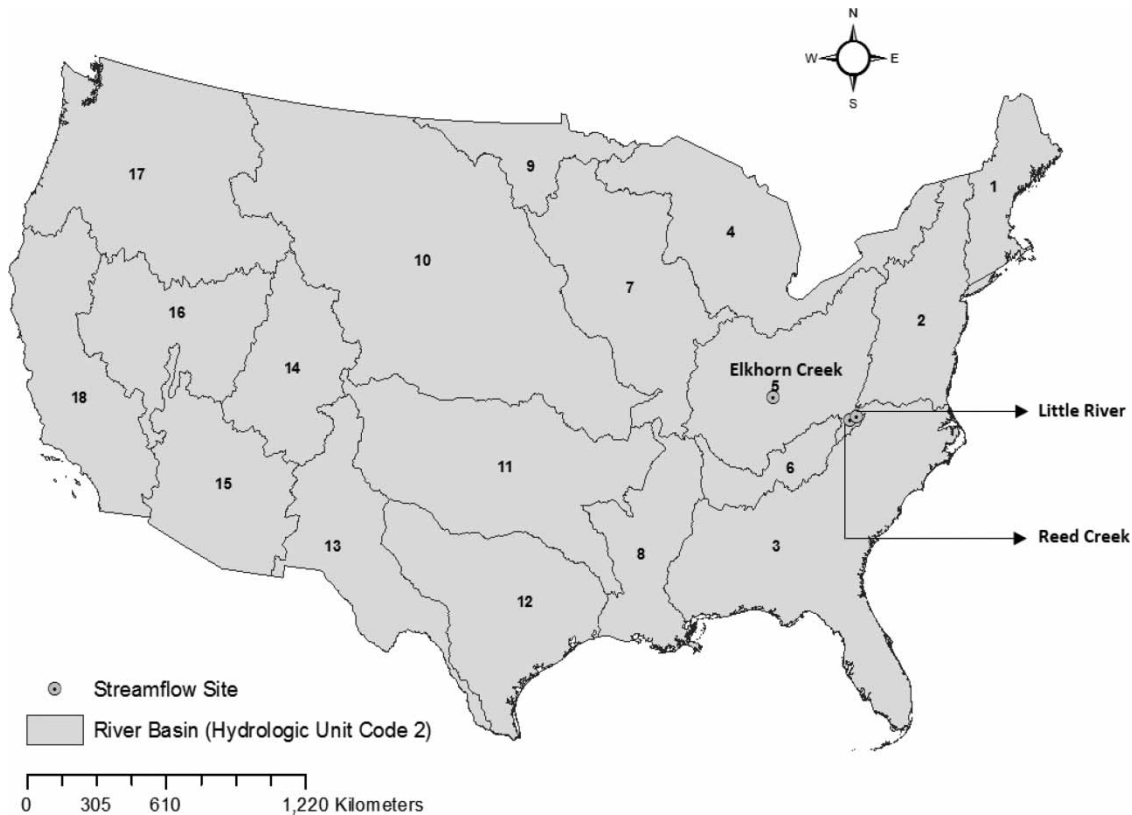 N
W E
S
17
9
1
4
10
7
16
2
14
Elkhorn Creek
5
18
Little River
11
6
15
Reed Creek
13
8
3
12
Streamflow Site
River Basin (Hydrologic Unit Code 2)
0 305 610 1,220 Kilometers